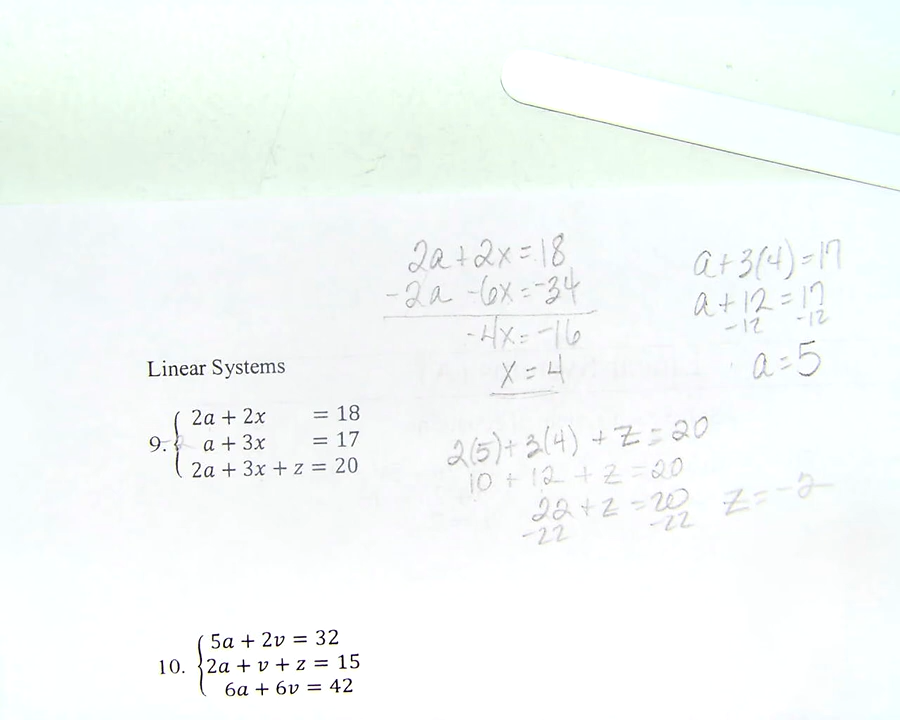 2a + 2x = 18
-2a - 6x = -34
-4x = -16
x = 4
a + 3(4) = 17
a + 12 = 17
-12 -12
a = 5
Linear Systems
9. -2 { 2a + 2x = 18
a + 3x = 17
2a + 3x + z = 20
2(5) + 3(4) + z = 20
10 + 12 + z = 20
22 + z = 20
-22 -22
z = -2
10. { 5a + 2v = 32
2a + v + z = 15
6a + 6v = 42